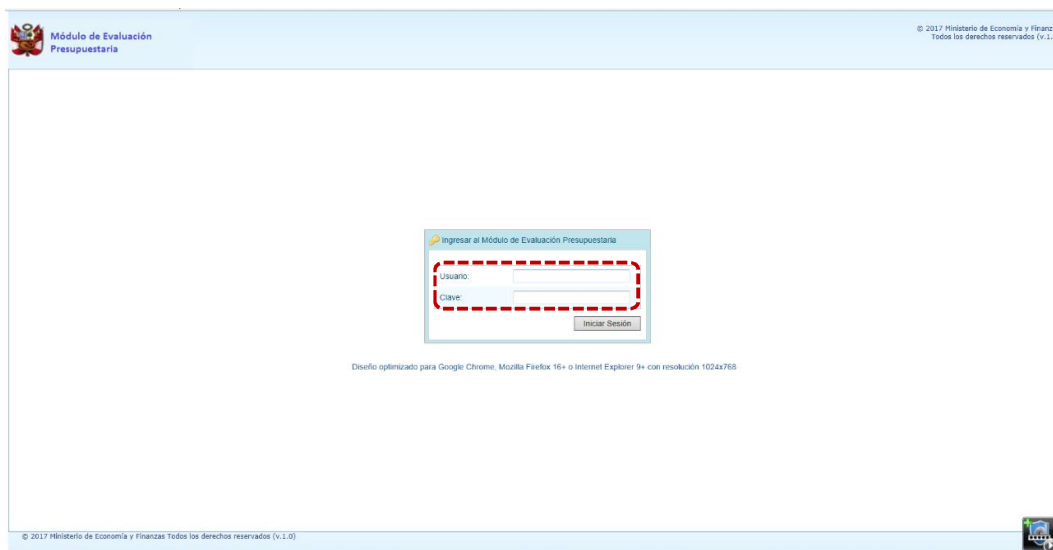 Módulo de Evaluación
Presupuestaria
© 2017 Ministerio de Economía y Finanz
Todos los derechos reservados (v.1.
Ingresar al Módulo de Evaluación Presupuestaria
Usuario:
Clave:
Iniciar Sesión
Diseño optimizado para Google Chrome, Mozilla Firefox 16+ o Internet Explorer 9+ con resolución 1024x768
© 2017 Ministerio de Economía y Finanzas Todos los derechos reservados (v.1.0)